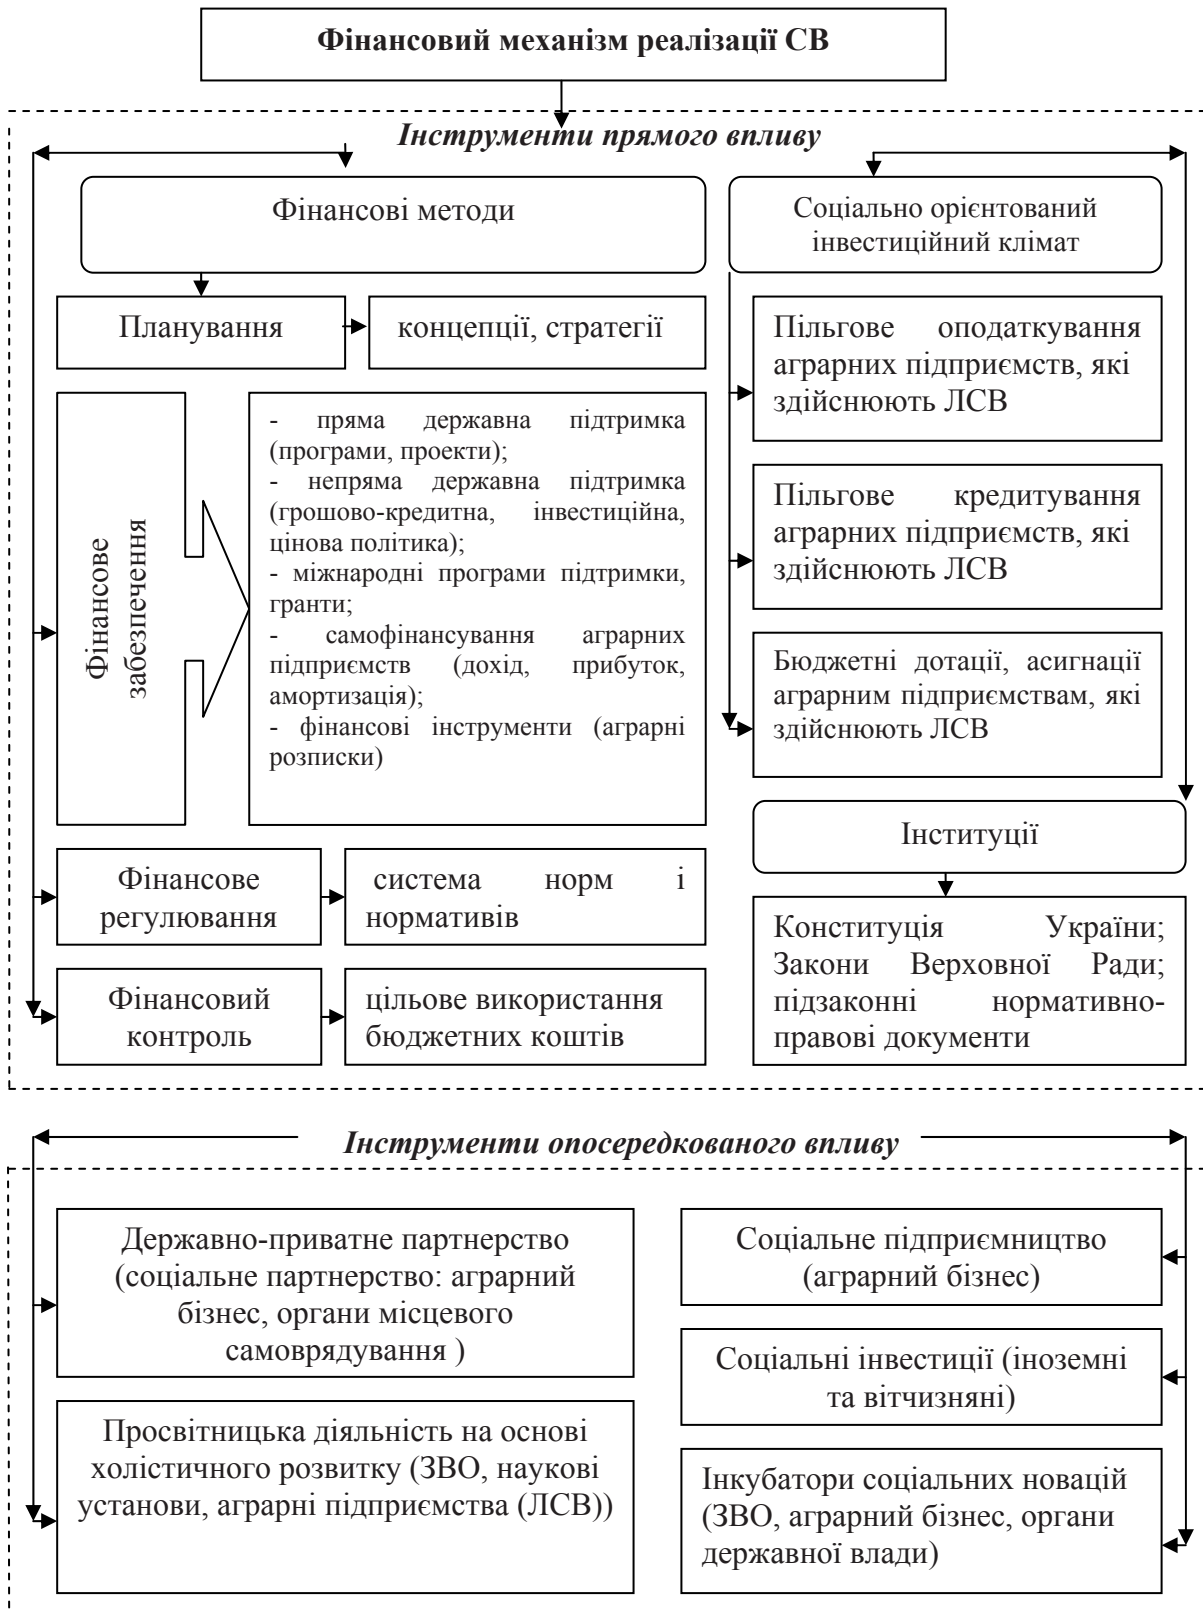 Фінансовий механізм реалізації СВ
Інструменти прямого впливу
Фінансові методи
Планування
концепції, стратегії
Фінансове
забезпечення
- пряма державна підтримка
(програми, проекти);
- непряма державна підтримка
(грошово-кредитна, інвестиційна,
цінова політика);
- міжнародні програми підтримки,
гранти;
- самофінансування аграрних
підприємств (дохід, прибуток,
амортизація);
- фінансові інструменти (аграрні
розписки)
Фінансове
регулювання
система норм і
нормативів
Фінансовий
контроль
цільове використання
бюджетних коштів
Соціально орієнтований
інвестиційний клімат
Пільгове оподаткування
аграрних підприємств, які
здійснюють ЛСВ
Пільгове кредитування
аграрних підприємств, які
здійснюють ЛСВ
Бюджетні дотації, асигнації
аграрним підприємствам, які
здійснюють ЛСВ
Інституції
Конституція України;
Закони Верховної Ради;
підзаконні нормативно-
правові документи
Інструменти опосередкованого впливу
Державно-приватне партнерство
(соціальне партнерство: аграрний
бізнес, органи місцевого
самоврядування )
Просвітницька діяльність на основі
холістичного розвитку (ЗВО, наукові
установи, аграрні підприємства (ЛСВ))
Соціальне підприємництво
(аграрний бізнес)
Соціальні інвестиції (іноземні
та вітчизняні)
Інкубатори соціальних новацій
(ЗВО, аграрний бізнес, органи
державної влади)